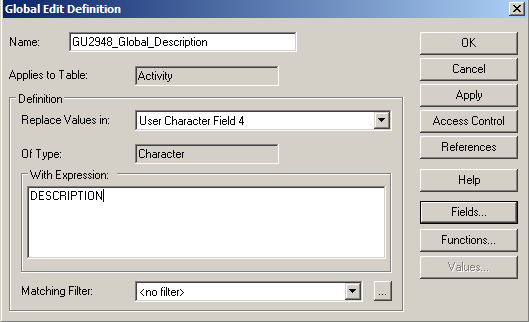 Global Edit Definition
Name: GU2948_Global_Description
Applies to Table: Activity
Definition
Replace Values in: User Character Field 4
Of Type: Character
With Expression:
DESCRIPTION
Matching Filter: <no filter> ...
OK
Cancel
Apply
Access Control
References
Help
Fields...
Functions...
Values...